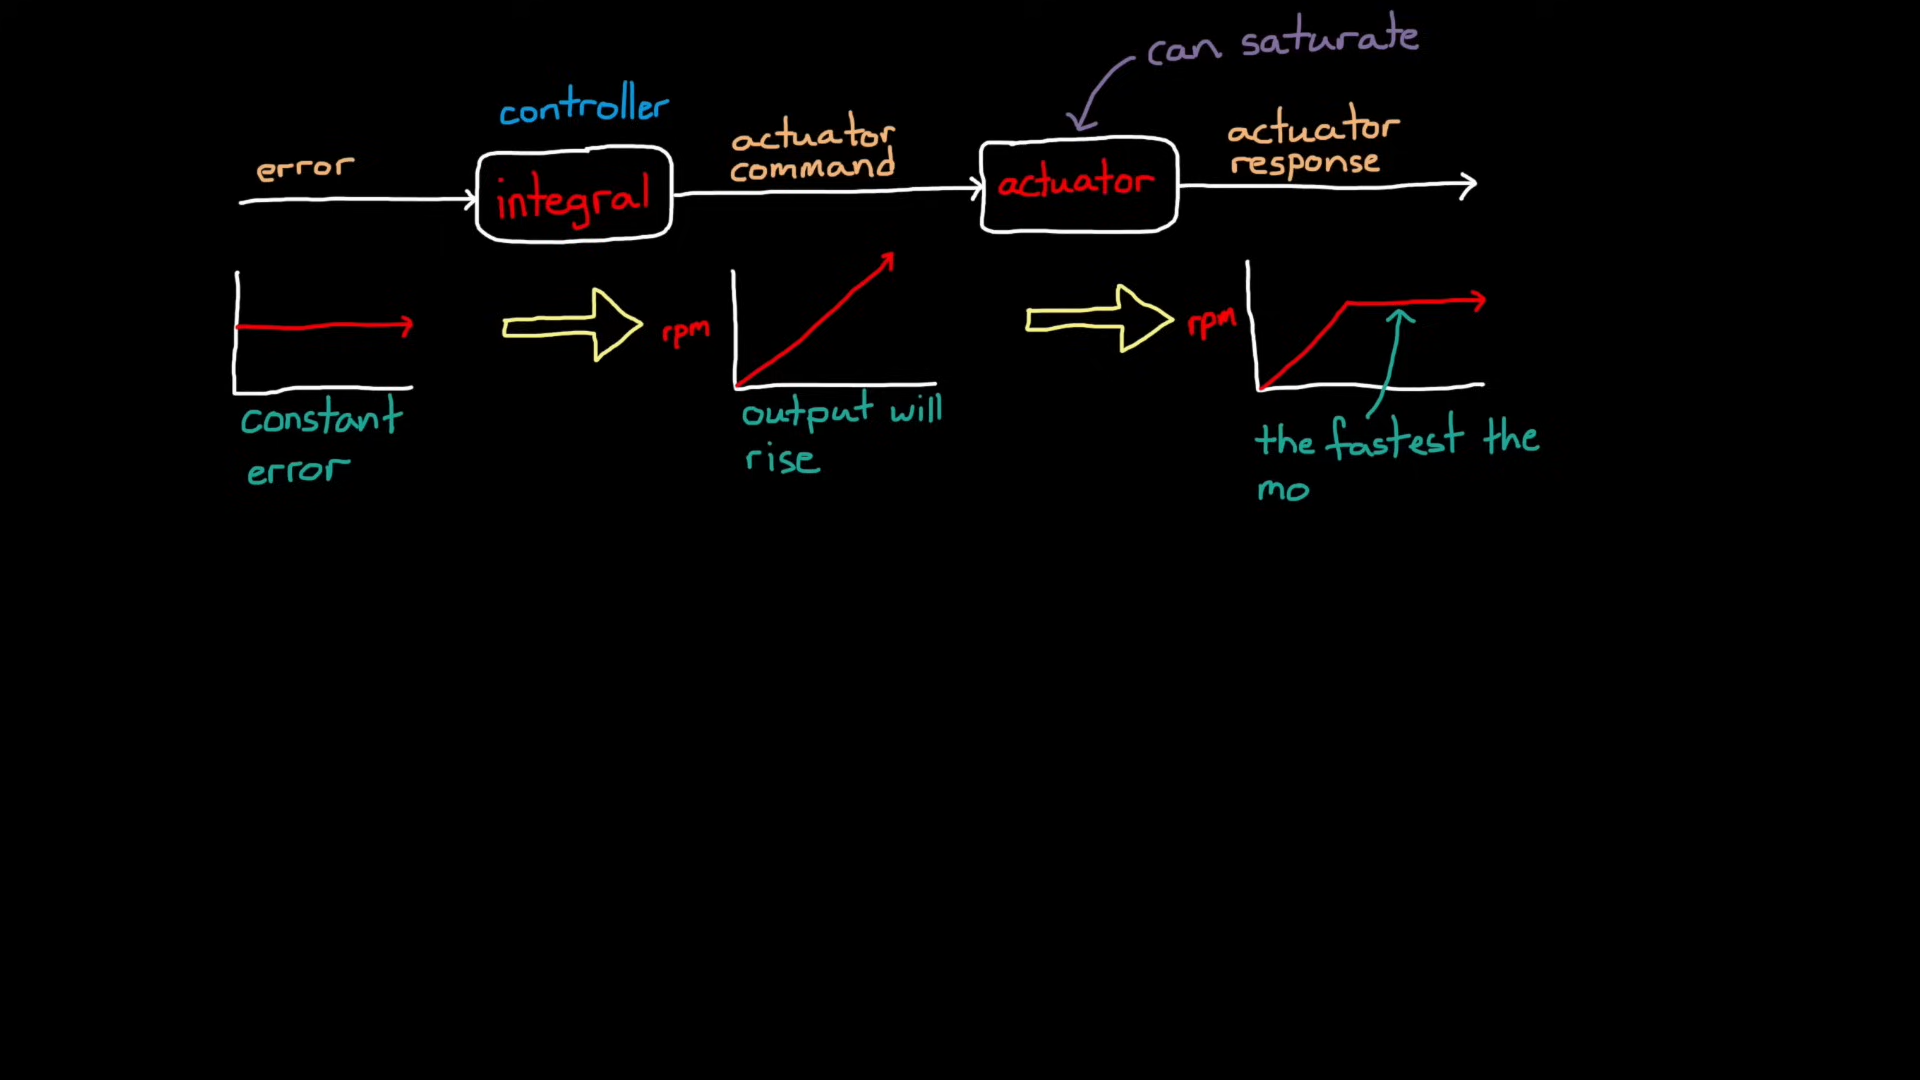 can saturate
controller
actuator
command
actuator
response
error
integral
actuator
rpm
rpm
constant
error
output will
rise
the fastest the
mo